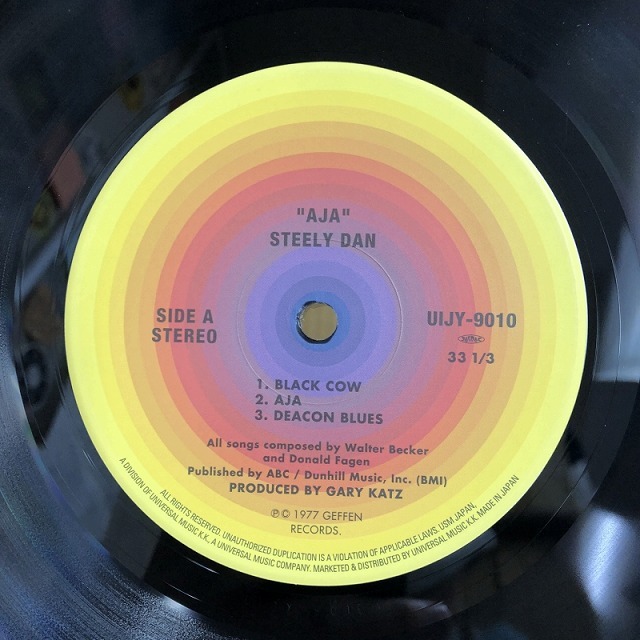 "AJA"
STEELY DAN
SIDE A
STEREO
UIJY-9010
33 1/3
1. BLACK COW
2. AJA
3. DEACON BLUES
All songs composed by Walter Becker
and Donald Fagen
Published by ABC / Dunhill Music, Inc. (BMI)
PRODUCED BY GARY KATZ
℗© 1977 GEFFEN
RECORDS.
ALL RIGHTS RESERVED. UNAUTHORIZED DUPLICATION IS A VIOLATION OF APPLICABLE LAWS. USM JAPAN,
A DIVISION OF UNIVERSAL MUSIC K.K. A UNIVERSAL MUSIC COMPANY. MARKETED & DISTRIBUTED BY UNIVERSAL MUSIC K.K. MADE IN JAPAN